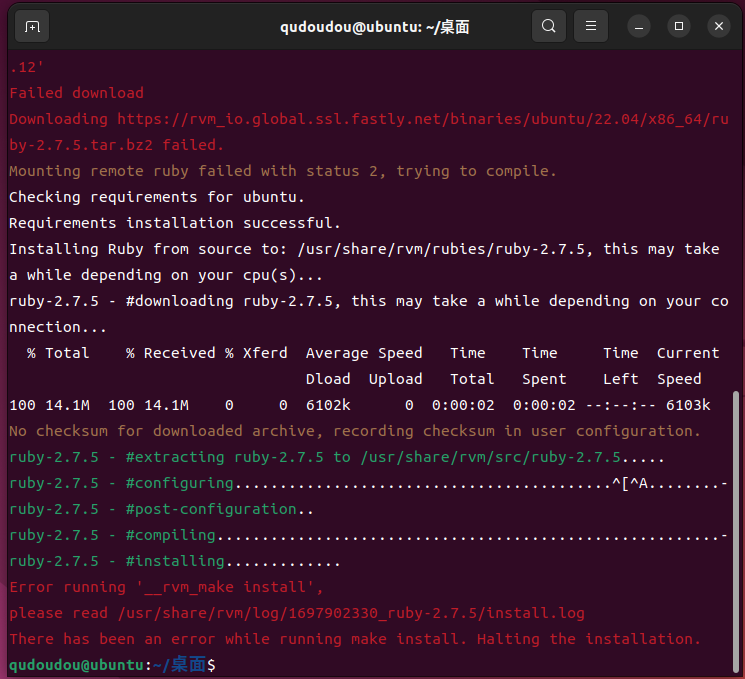 qudoudou@ubuntu: ~/桌面
.12'
Failed download
Downloading https://rvm_io.global.ssl.fastly.net/binaries/ubuntu/22.04/x86_64/ru
by-2.7.5.tar.bz2 failed.
Mounting remote ruby failed with status 2, trying to compile.
Checking requirements for ubuntu.
Requirements installation successful.
Installing Ruby from source to: /usr/share/rvm/rubies/ruby-2.7.5, this may take
a while depending on your cpu(s)...
ruby-2.7.5 - #downloading ruby-2.7.5, this may take a while depending on your co
nnection...
  % Total    % Received % Xferd  Average Speed   Time    Time     Time  Current
                                 Dload  Upload   Total   Spent    Left  Speed
100 14.1M  100 14.1M    0     0  6102k      0  0:00:02  0:00:02 --:--:-- 6103k
No checksum for downloaded archive, recording checksum in user configuration.
ruby-2.7.5 - #extracting ruby-2.7.5 to /usr/share/rvm/src/ruby-2.7.5.....
ruby-2.7.5 - #configuring..........................................^[^A........-
ruby-2.7.5 - #post-configuration..
ruby-2.7.5 - #compiling........................................................-
ruby-2.7.5 - #installing.............
Error running '__rvm_make install',
please read /usr/share/rvm/log/1697902330_ruby-2.7.5/install.log
There has been an error while running make install. Halting the installation.
qudoudou@ubuntu:~/桌面$